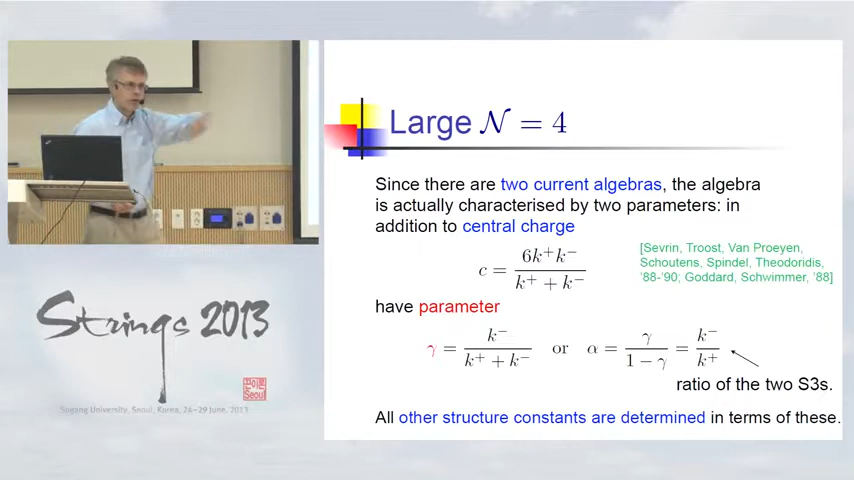 Large 𝒩 = 4
Since there are two current algebras, the algebra
is actually characterised by two parameters: in
addition to central charge
c = 6k⁺k⁻ / (k⁺ + k⁻)
[Sevrin, Troost, Van Proeyen,
Schoutens, Spindel, Theodoridis,
'88-'90; Goddard, Schwimmer, '88]
have parameter
γ = k⁻ / (k⁺ + k⁻) or α = γ / (1 − γ) = k⁻ / k⁺
ratio of the two S3s.
All other structure constants are determined in terms of these.
Strings 2013
Sogang University, Seoul, Korea, 24-29 June, 2013